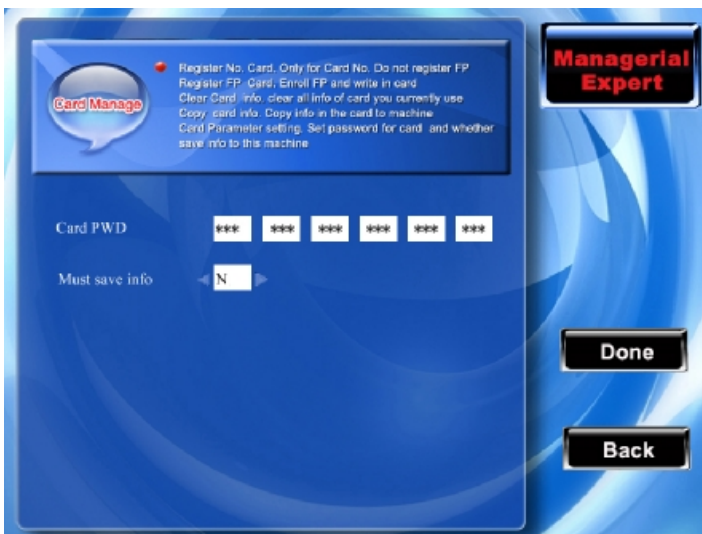 Managerial
Expert
Card Manage
Register No. Card. Only for Card No. Do not register FP
Register FP Card. Enroll FP and write in card
Clear Card info. clear all info of card you currently use
Copy card info. Copy info in the card to machine
Card Parameter setting. Set password for card and whether
save info to this machine
Card PWD *** *** *** *** *** ***
Must save info N
Done
Back